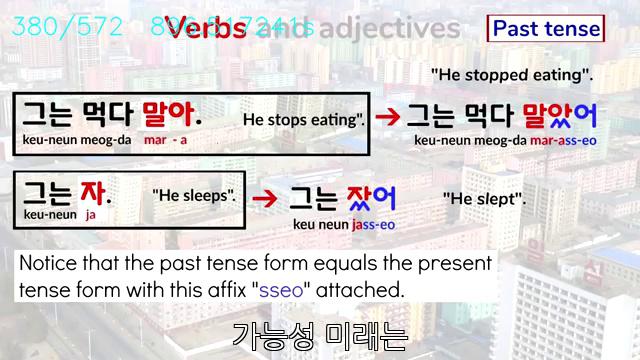 380/572
Verbs and adjectives
Past tense
"He stopped eating".
그는 먹다 말아.
He stops eating".
그는 먹다 말았어
keu-neun meog-da mar - a
keu-neun meog-da mar-ass-eo
그는 자.
"He sleeps".
그는 잤어
"He slept".
keu-neun ja
keu neun jass-eo
Notice that the past tense form equals the present
tense form with this affix "sseo" attached.
가능성 미래는